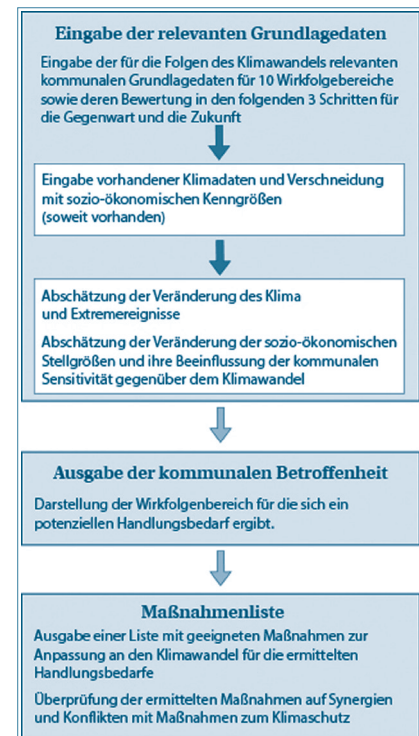 Eingabe der relevanten Grundlagedaten
Eingabe der für die Folgen des Klimawandels relevanten
kommunalen Grundlagedaten für 10 Wirkfolgebereiche
sowie deren Bewertung in den folgenden 3 Schritten für
die Gegenwart und die Zukunft
Eingabe vorhandener Klimadaten und Verschneidung
mit sozio-ökonomischen Kenngrößen
(soweit vorhanden)
Abschätzung der Veränderung des Klima
und Extremereignisse
Abschätzung der Veränderung der sozio-ökonomischen
Stellgrößen und ihre Beeinflussung der kommunalen
Sensitivität gegenüber dem Klimawandel
Ausgabe der kommunalen Betroffenheit
Darstellung der Wirkfolgenbereich für die sich ein
potenziellen Handlungsbedarf ergibt.
Maßnahmenliste
Ausgabe einer Liste mit geeigneten Maßnahmen zur
Anpassung an den Klimawandel für die ermittelten
Handlungsbedarfe
Überprüfung der ermittelten Maßnahmen auf Synergien
und Konflikten mit Maßnahmen zum Klimaschutz